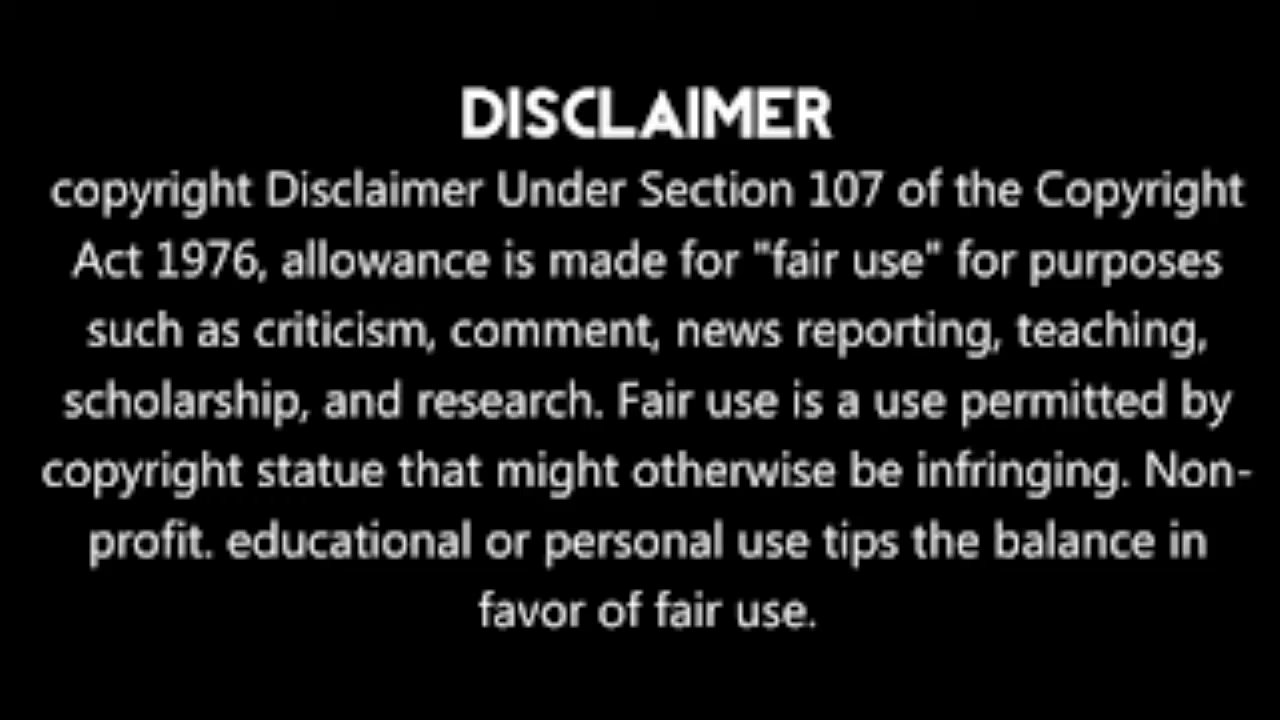 DISCLAIMER
copyright Disclaimer Under Section 107 of the Copyright
Act 1976, allowance is made for "fair use" for purposes
such as criticism, comment, news reporting, teaching,
scholarship, and research. Fair use is a use permitted by
copyright statue that might otherwise be infringing. Non-
profit. educational or personal use tips the balance in
favor of fair use.